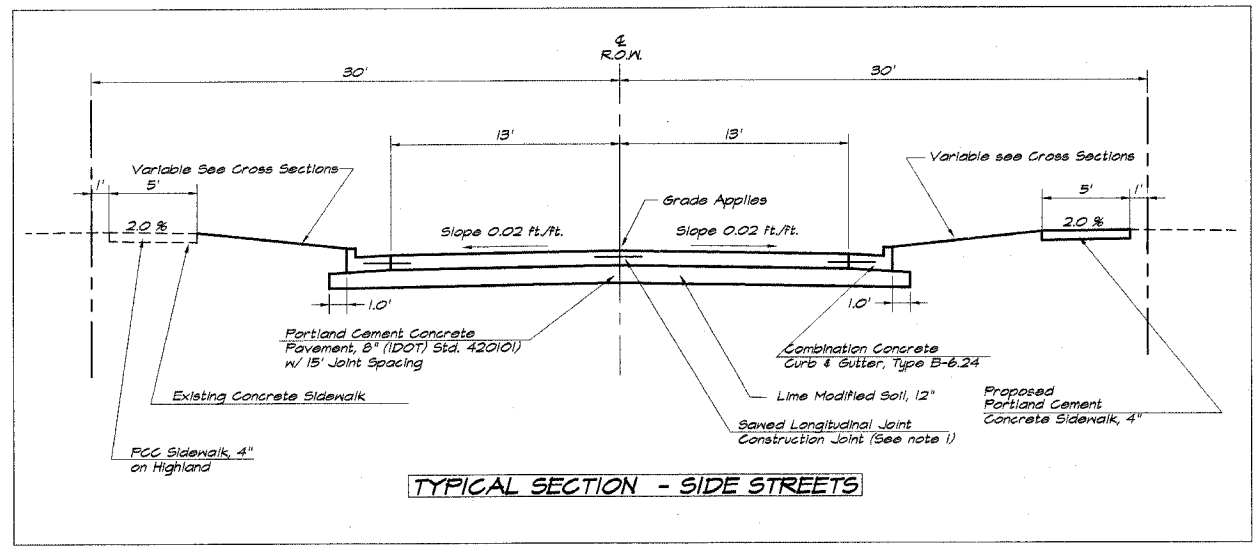 ℄
R.O.W.
30' 30'
13' 13'
Variable See Cross Sections
Variable see Cross Sections
1' 5'
5' 1'
Grade Applies
2.0 %
2.0 %
Slope 0.02 ft./ft. Slope 0.02 ft./ft.
1.0' 1.0'
Portland Cement Concrete
Pavement, 8" (IDOT) Std. 420101)
w/ 15' Joint Spacing
Combination Concrete
Curb & Gutter, Type B-6.24
Existing Concrete Sidewalk
Lime Modified Soil, 12"
Proposed
Portland Cement
Concrete Sidewalk, 4"
Sawed Longitudinal Joint
Construction Joint (See note 1)
PCC Sidewalk, 4"
on Highland
TYPICAL SECTION - SIDE STREETS